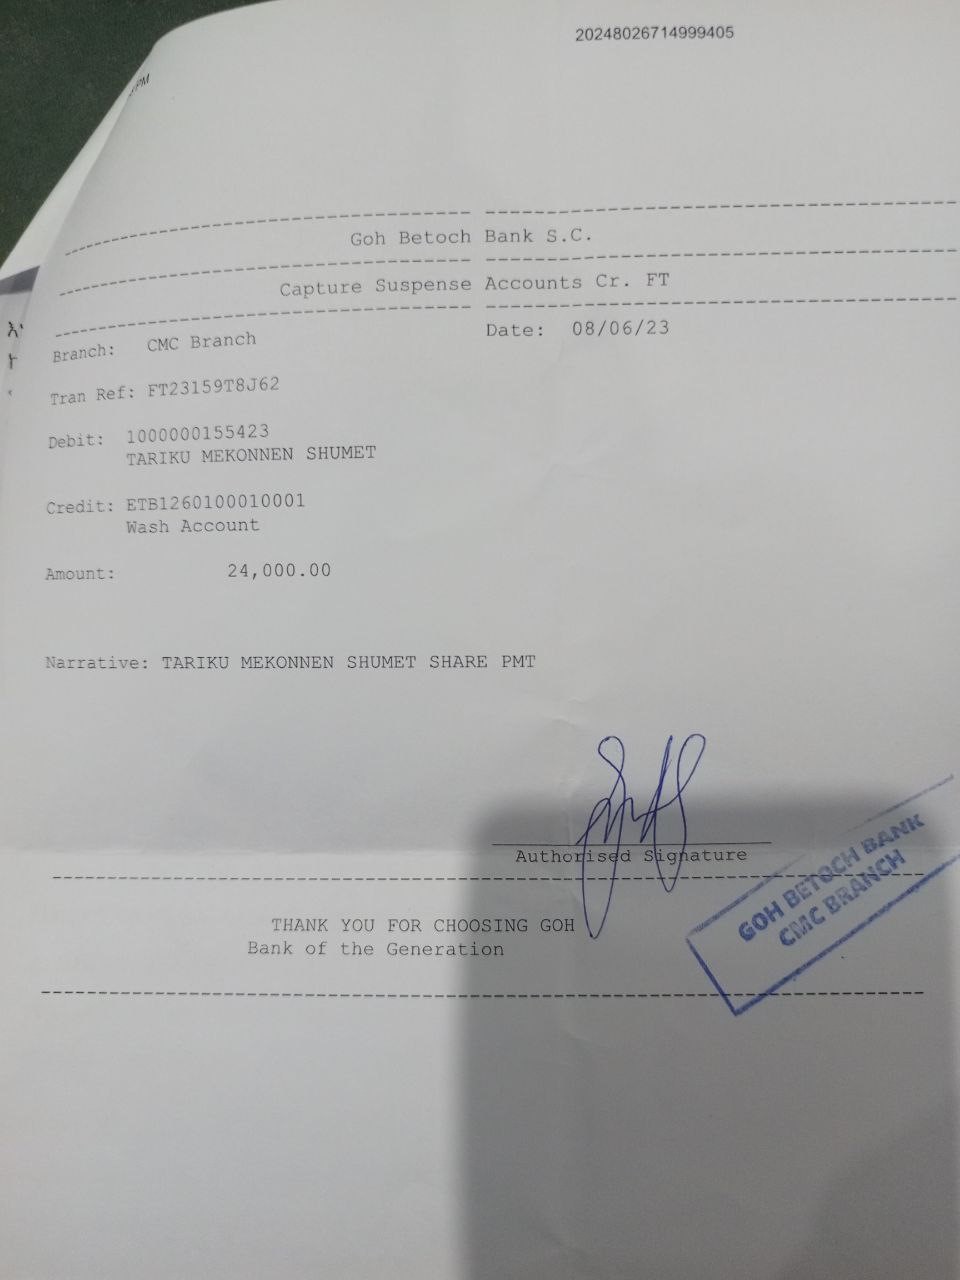 20248026714999405
PM
Goh Betoch Bank S.C.
Capture Suspense Accounts Cr. FT
Branch: CMC Branch Date: 08/06/23
Tran Ref: FT23159T8J62
Debit: 1000000155423
TARIKU MEKONNEN SHUMET
Credit: ETB1260100010001
Wash Account
Amount: 24,000.00
Narrative: TARIKU MEKONNEN SHUMET SHARE PMT
Authorised Signature
GOH BETOCH BANK
CMC BRANCH
THANK YOU FOR CHOOSING GOH
Bank of the Generation